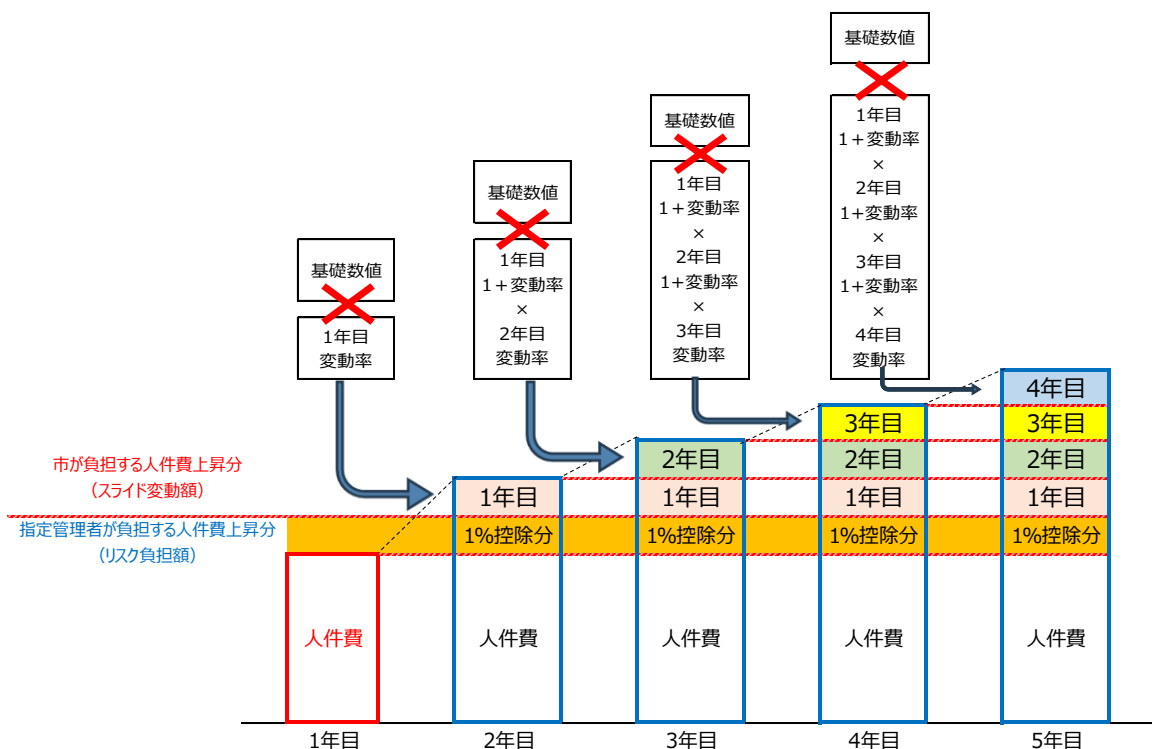 基礎数値
1年目
1+変動率
×
2年目
1+変動率
×
3年目
1+変動率
×
4年目
変動率
基礎数値
1年目
1+変動率
×
2年目
1+変動率
×
3年目
変動率
基礎数値
1年目
1+変動率
×
2年目
変動率
基礎数値
1年目
変動率
4年目
3年目
3年目
2年目
2年目
2年目
市が負担する人件費上昇分
（スライド変動額）
1年目
1年目
1年目
1年目
指定管理者が負担する人件費上昇分
（リスク負担額）
1%控除分
1%控除分
1%控除分
1%控除分
人件費
人件費
人件費
人件費
人件費
1年目
2年目
3年目
4年目
5年目